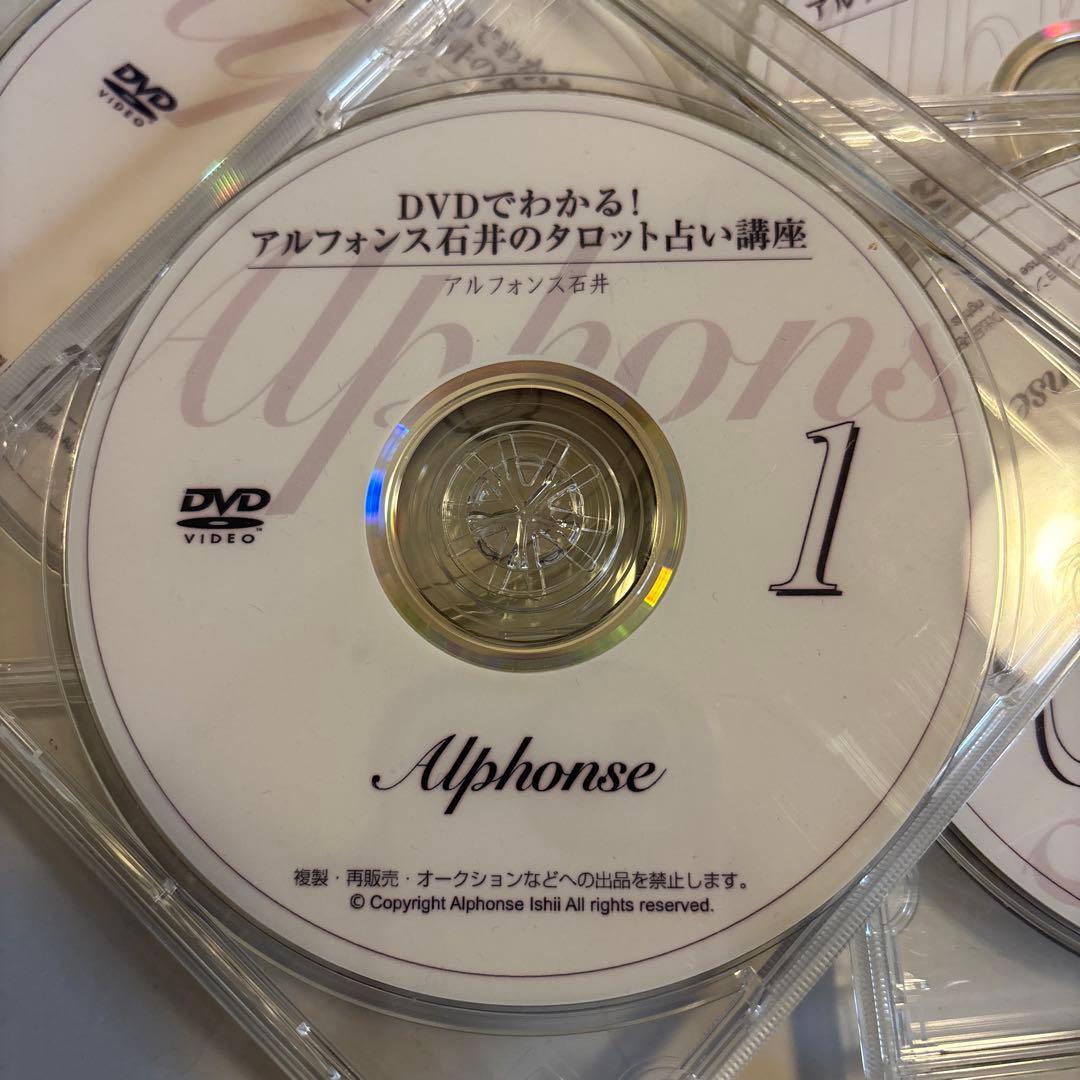 DVDでわかる!
アルフォンス石井のタロット占い講座
アルフォンス石井
Alphons
1
DVD
VIDEO
Alphonse
複製・再販売・オークションなどへの出品を禁止します。
© Copyright Alphonse Ishii All rights reserved.
DVD
VIDEO